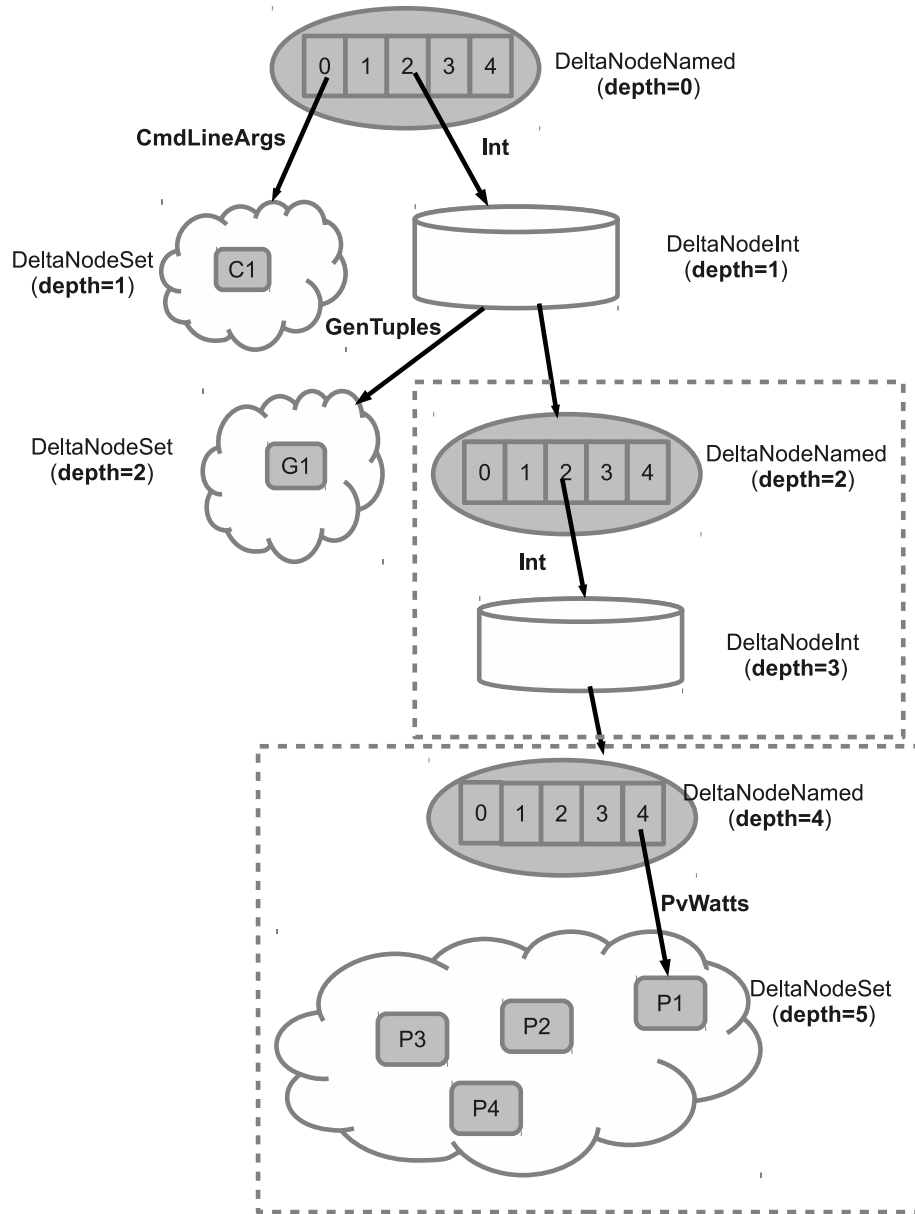 0 1 2 3 4
DeltaNodeNamed
(depth=0)
CmdLineArgs
Int
DeltaNodeSet
(depth=1)
C1
DeltaNodeInt
(depth=1)
GenTuples
DeltaNodeSet
(depth=2)
G1
0 1 2 3 4
DeltaNodeNamed
(depth=2)
Int
DeltaNodeInt
(depth=3)
0 1 2 3 4
DeltaNodeNamed
(depth=4)
PvWatts
DeltaNodeSet
(depth=5)
P1
P2
P3
P4